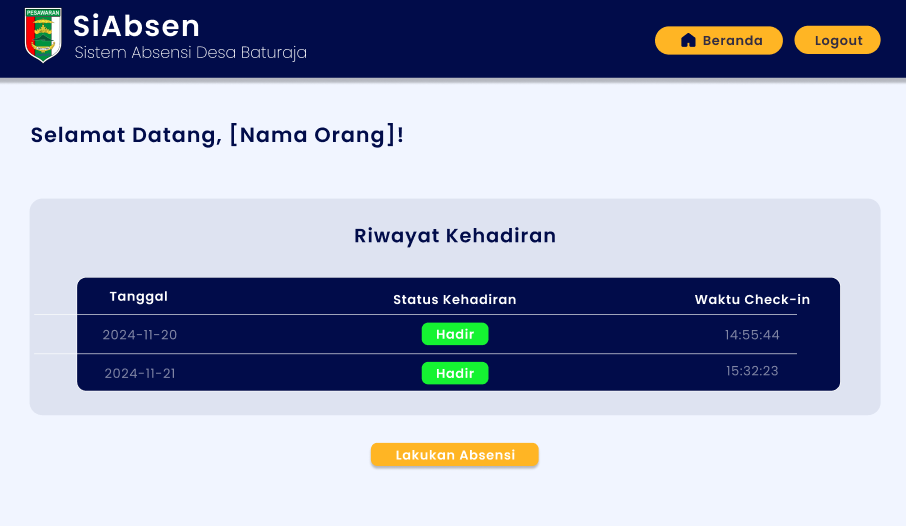 PESAWARAN
SiAbsen
Sistem Absensi Desa Baturaja
Beranda
Logout
Selamat Datang, [Nama Orang]!
Riwayat Kehadiran
Tanggal Status Kehadiran Waktu Check-in
2024-11-20 Hadir 14:55:44
2024-11-21 Hadir 15:32:23
Lakukan Absensi